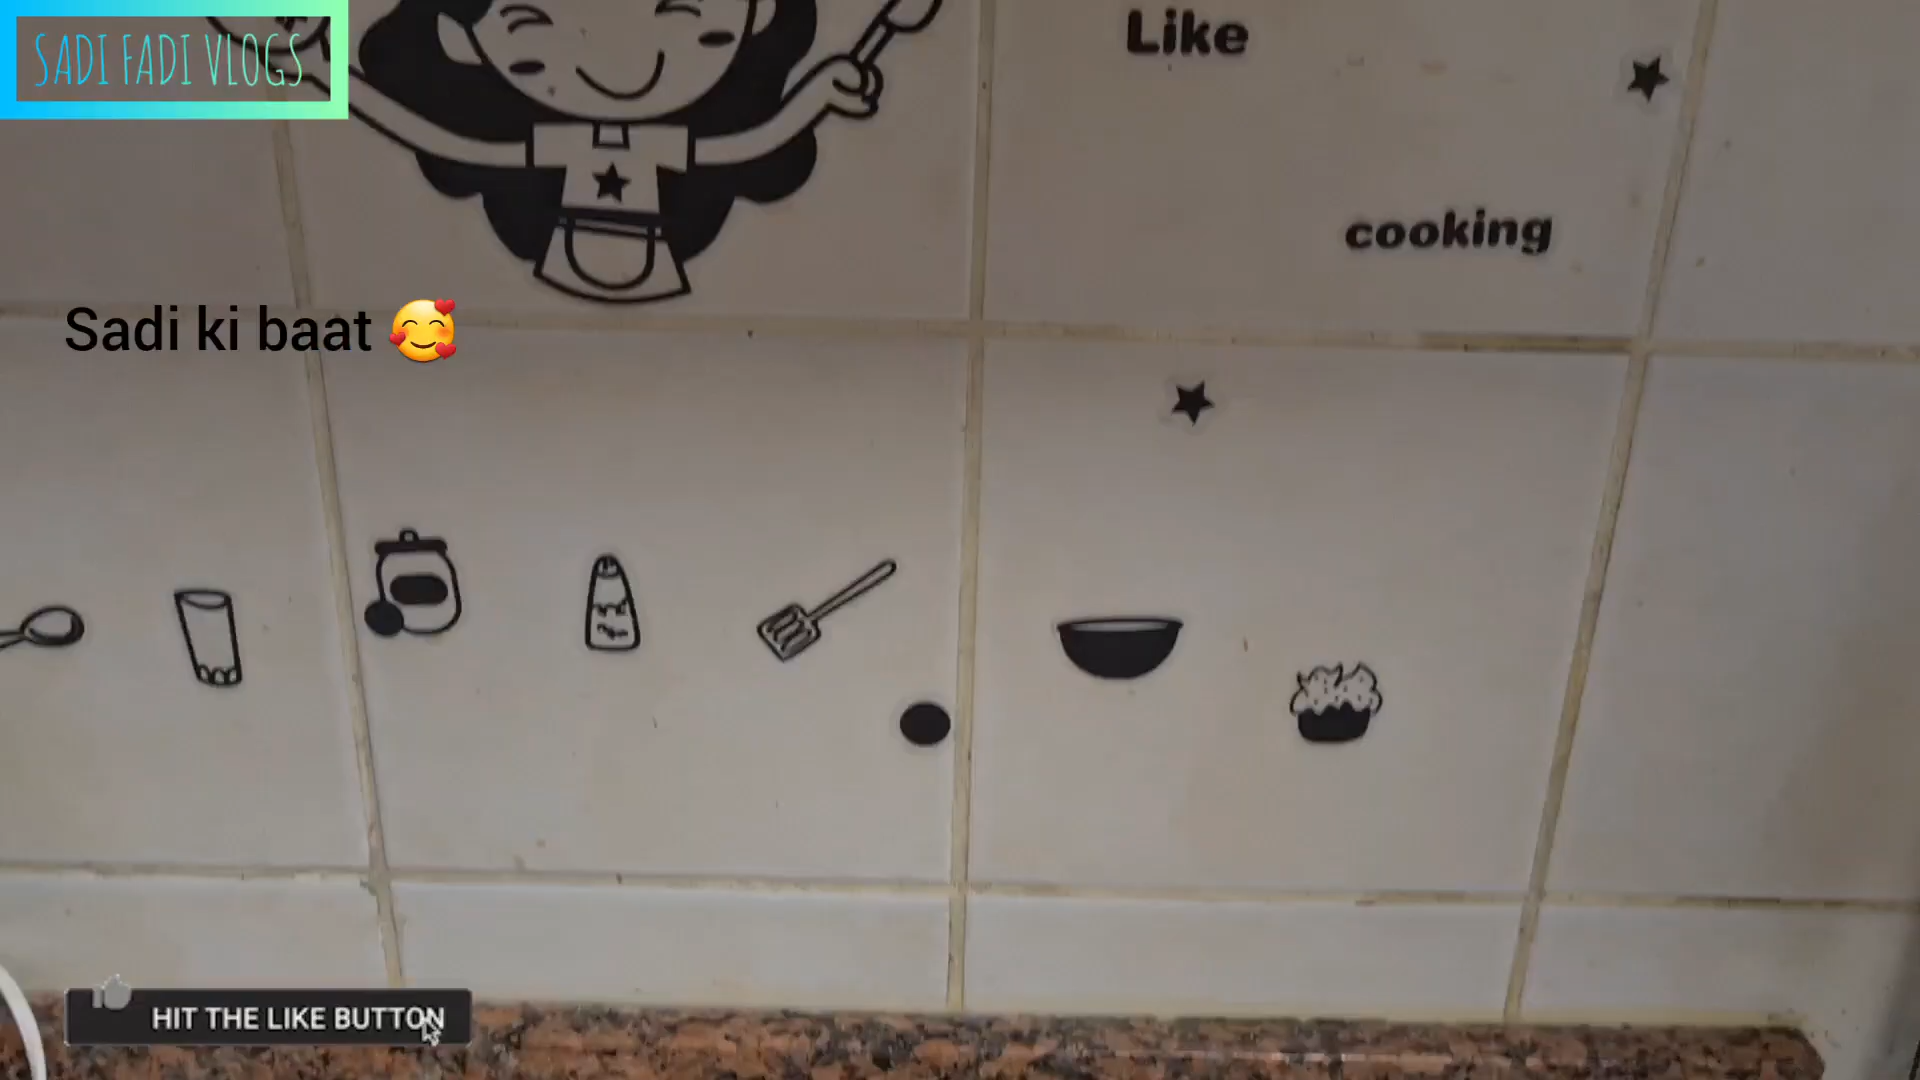 SADI FADI VLOGS
Like
cooking
Sadi ki baat 🥰
HIT THE LIKE BUTTON